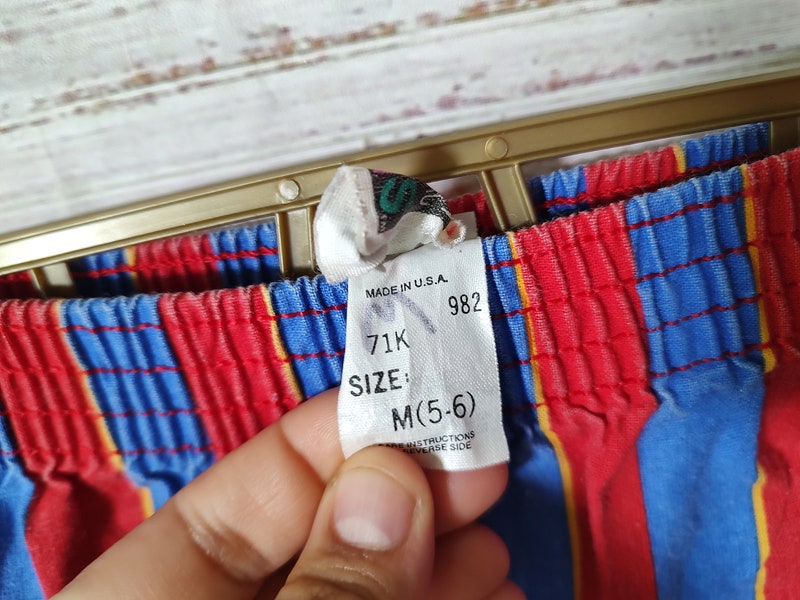 S
MADE IN U.S.A.
982
71K
SIZE:
M(5-6)
CARE INSTRUCTIONS
REVERSE SIDE